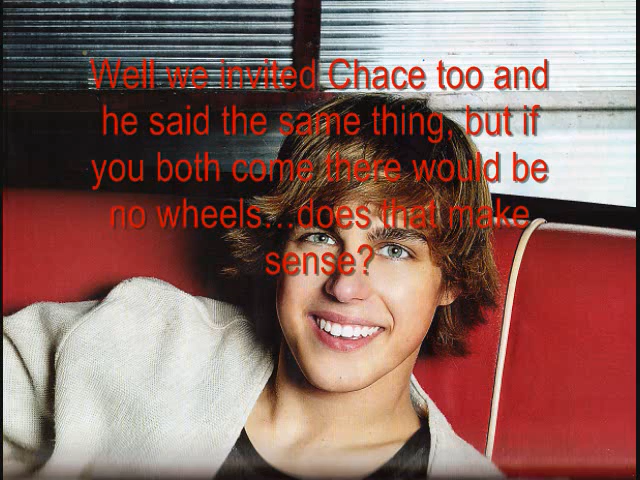 Well we invited Chace too and
he said the same thing, but if
you both come there would be
no wheels...does that make
sense?